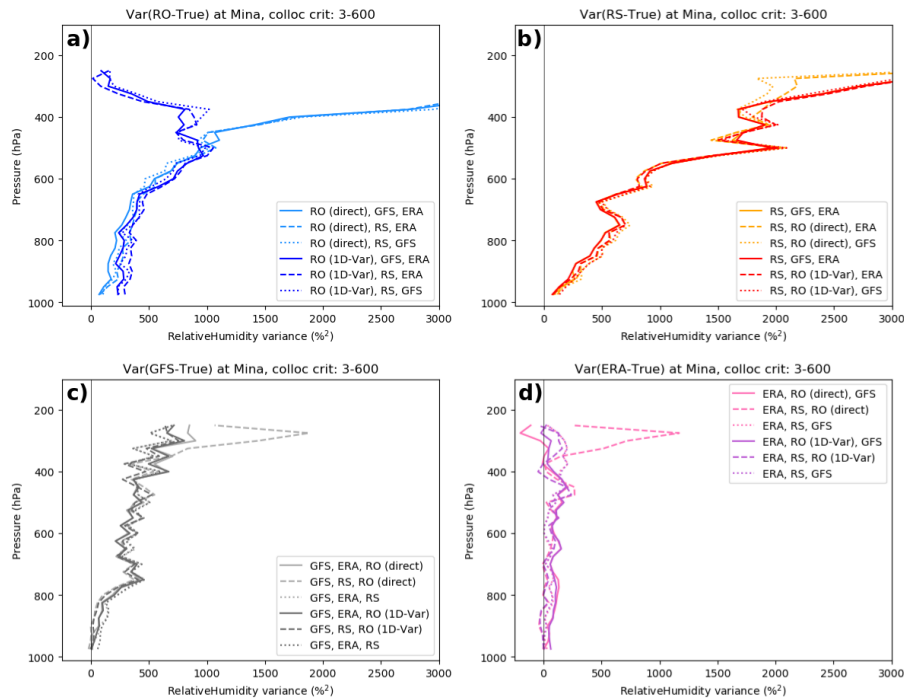 Var(RO-True) at Mina, colloc crit: 3-600
a)
Pressure (hPa)
200
400
600
800
1000
RO (direct), GFS, ERA
RO (direct), RS, ERA
RO (direct), RS, GFS
RO (1D-Var), GFS, ERA
RO (1D-Var), RS, ERA
RO (1D-Var), RS, GFS
0 500 1000 1500 2000 2500 3000
RelativeHumidity variance (%²)
Var(RS-True) at Mina, colloc crit: 3-600
b)
Pressure (hPa)
200
400
600
800
1000
RS, GFS, ERA
RS, RO (direct), ERA
RS, RO (direct), GFS
RS, GFS, ERA
RS, RO (1D-Var), ERA
RS, RO (1D-Var), GFS
0 500 1000 1500 2000 2500 3000
RelativeHumidity variance (%²)
Var(GFS-True) at Mina, colloc crit: 3-600
c)
Pressure (hPa)
200
400
600
800
1000
GFS, ERA, RO (direct)
GFS, RS, RO (direct)
GFS, ERA, RS
GFS, ERA, RO (1D-Var)
GFS, RS, RO (1D-Var)
GFS, ERA, RS
0 500 1000 1500 2000 2500 3000
RelativeHumidity variance (%²)
Var(ERA-True) at Mina, colloc crit: 3-600
d)
Pressure (hPa)
200
400
600
800
1000
ERA, RO (direct), GFS
ERA, RS, RO (direct)
ERA, RS, GFS
ERA, RO (1D-Var), GFS
ERA, RS, RO (1D-Var)
ERA, RS, GFS
0 500 1000 1500 2000 2500 3000
RelativeHumidity variance (%²)